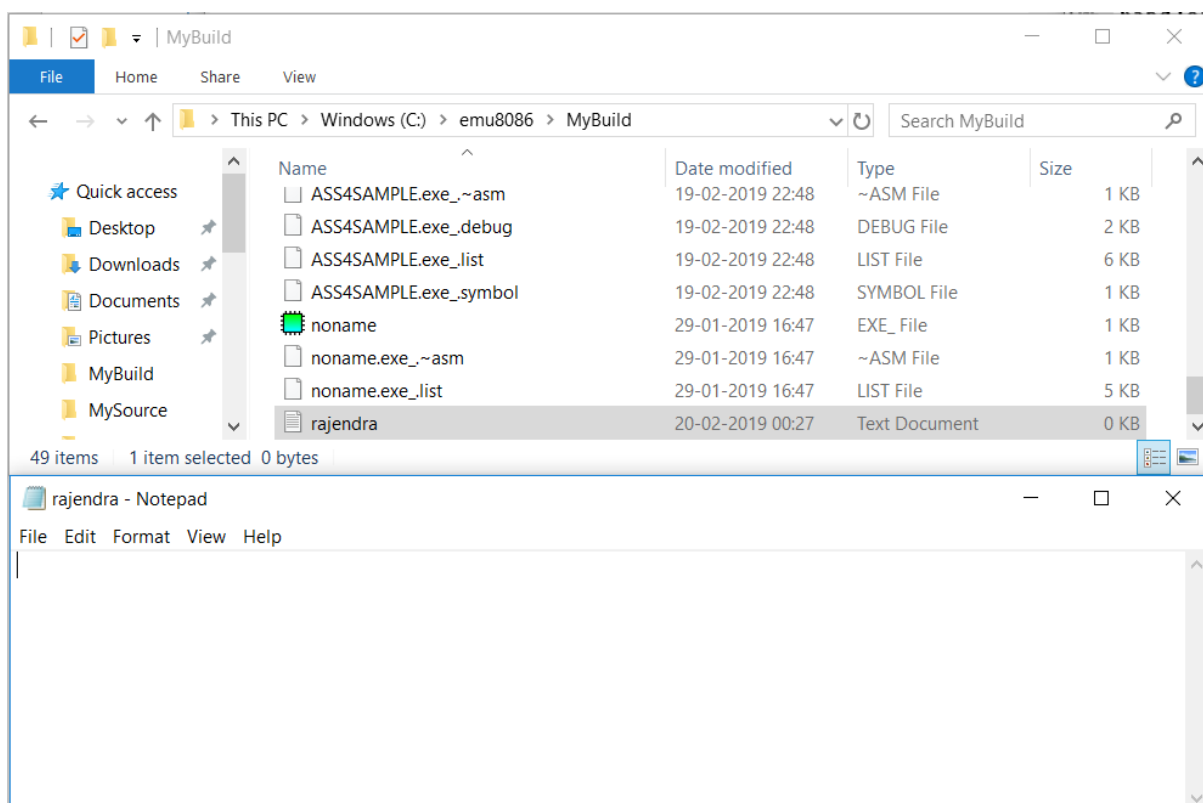 MyBuild
File Home Share View
This PC > Windows (C:) > emu8086 > MyBuild Search MyBuild
Name Date modified Type Size
Quick access
Desktop
Downloads
Documents
Pictures
MyBuild
MySource
ASS4SAMPLE.exe_.~asm 19-02-2019 22:48 ~ASM File 1 KB
ASS4SAMPLE.exe_.debug 19-02-2019 22:48 DEBUG File 2 KB
ASS4SAMPLE.exe_.list 19-02-2019 22:48 LIST File 6 KB
ASS4SAMPLE.exe_.symbol 19-02-2019 22:48 SYMBOL File 1 KB
noname 29-01-2019 16:47 EXE_ File 1 KB
noname.exe_.~asm 29-01-2019 16:47 ~ASM File 1 KB
noname.exe_.list 29-01-2019 16:47 LIST File 5 KB
rajendra 20-02-2019 00:27 Text Document 0 KB
49 items 1 item selected 0 bytes
rajendra - Notepad
File Edit Format View Help